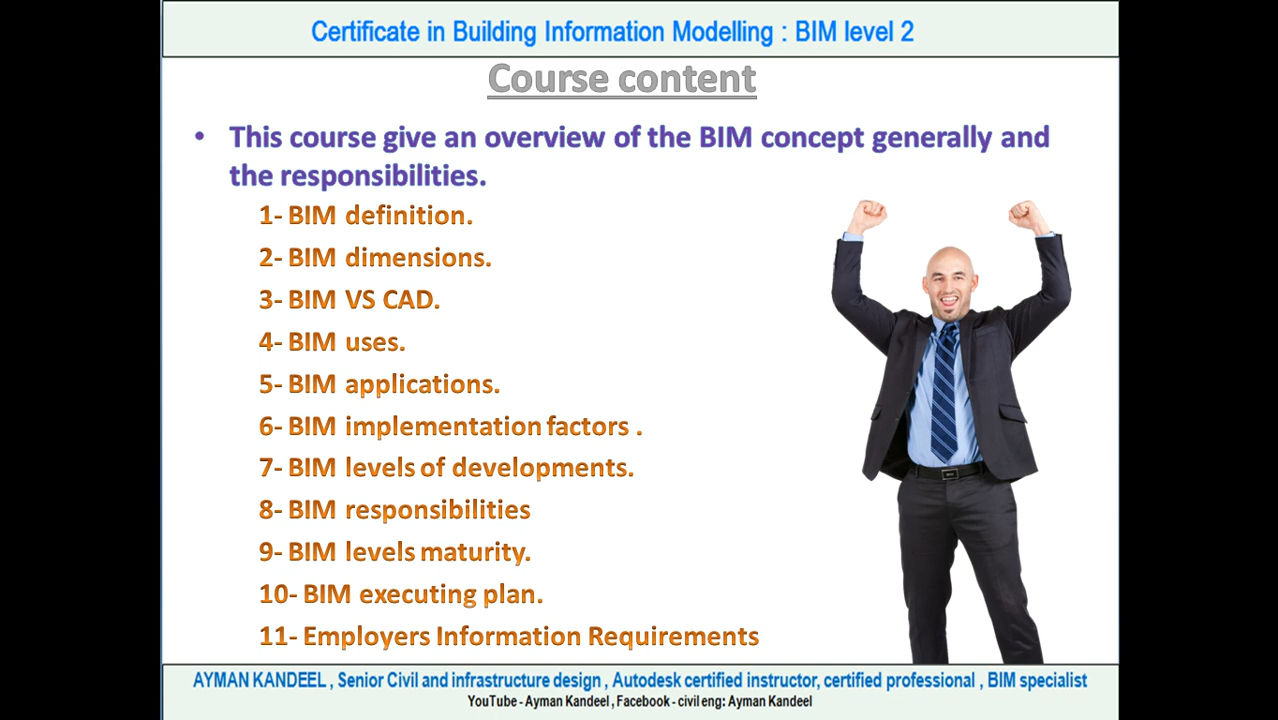 Certificate in Building Information Modelling : BIM level 2
Course content
• This course give an overview of the BIM concept generally and
the responsibilities.
1- BIM definition.
2- BIM dimensions.
3- BIM VS CAD.
4- BIM uses.
5- BIM applications.
6- BIM implementation factors .
7- BIM levels of developments.
8- BIM responsibilities
9- BIM levels maturity.
10- BIM executing plan.
11- Employers Information Requirements
AYMAN KANDEEL , Senior Civil and infrastructure design , Autodesk certified instructor, certified professional , BIM specialist
YouTube - Ayman Kandeel , Facebook - civil eng: Ayman Kandeel